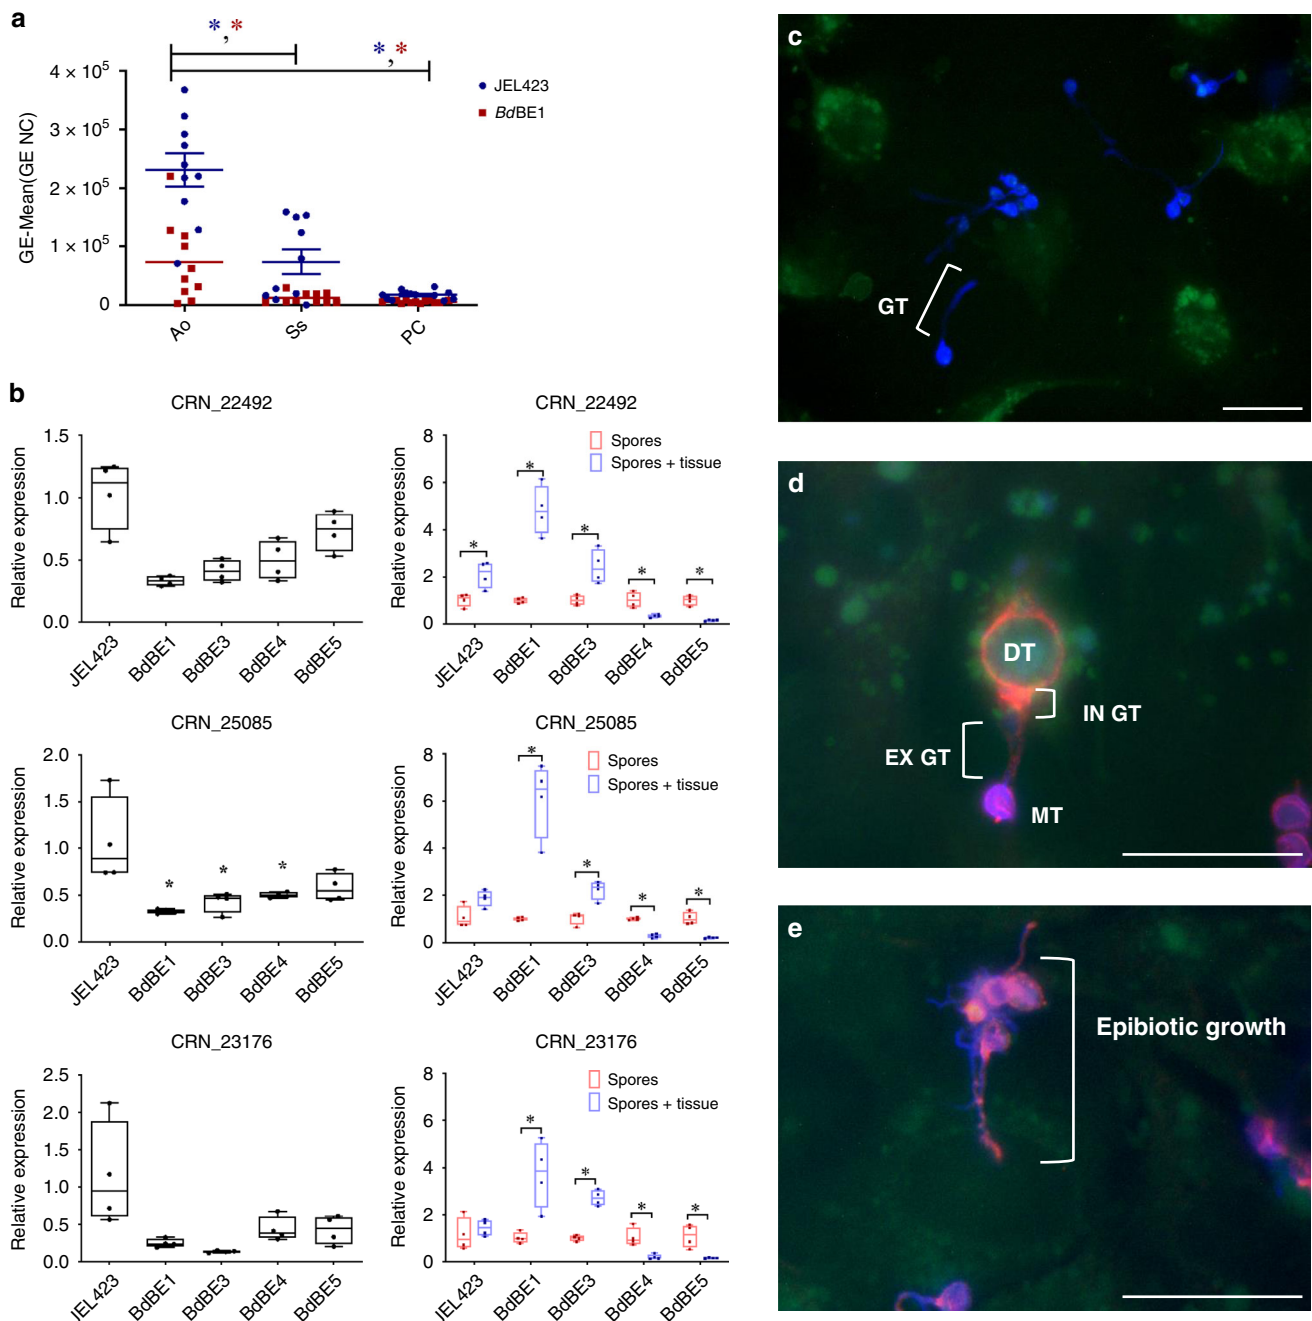 a
*,*
*,*
GE-Mean(GE NC)
4 × 10⁵
3 × 10⁵
2 × 10⁵
1 × 10⁵
0
Ao
Ss
PC
JEL423
BdBE1
b
CRN_22492
Relative expression
1.5
1.0
0.5
0.0
JEL423
BdBE1
BdBE3
BdBE4
BdBE5
CRN_22492
Relative expression
8
6
4
2
0
Spores
Spores + tissue
*
*
*
*
*
JEL423
BdBE1
BdBE3
BdBE4
BdBE5
CRN_25085
Relative expression
2.0
1.5
1.0
0.5
0.0
*
*
*
JEL423
BdBE1
BdBE3
BdBE4
BdBE5
CRN_25085
Relative expression
8
6
4
2
0
Spores
Spores + tissue
*
*
*
*
JEL423
BdBE1
BdBE3
BdBE4
BdBE5
CRN_23176
Relative expression
2.5
2.0
1.5
1.0
0.5
0.0
JEL423
BdBE1
BdBE3
BdBE4
BdBE5
CRN_23176
Relative expression
8
6
4
2
0
Spores
Spores + tissue
*
*
*
*
JEL423
BdBE1
BdBE3
BdBE4
BdBE5
c
GT
d
DT
IN GT
EX GT
MT
e
Epibiotic growth